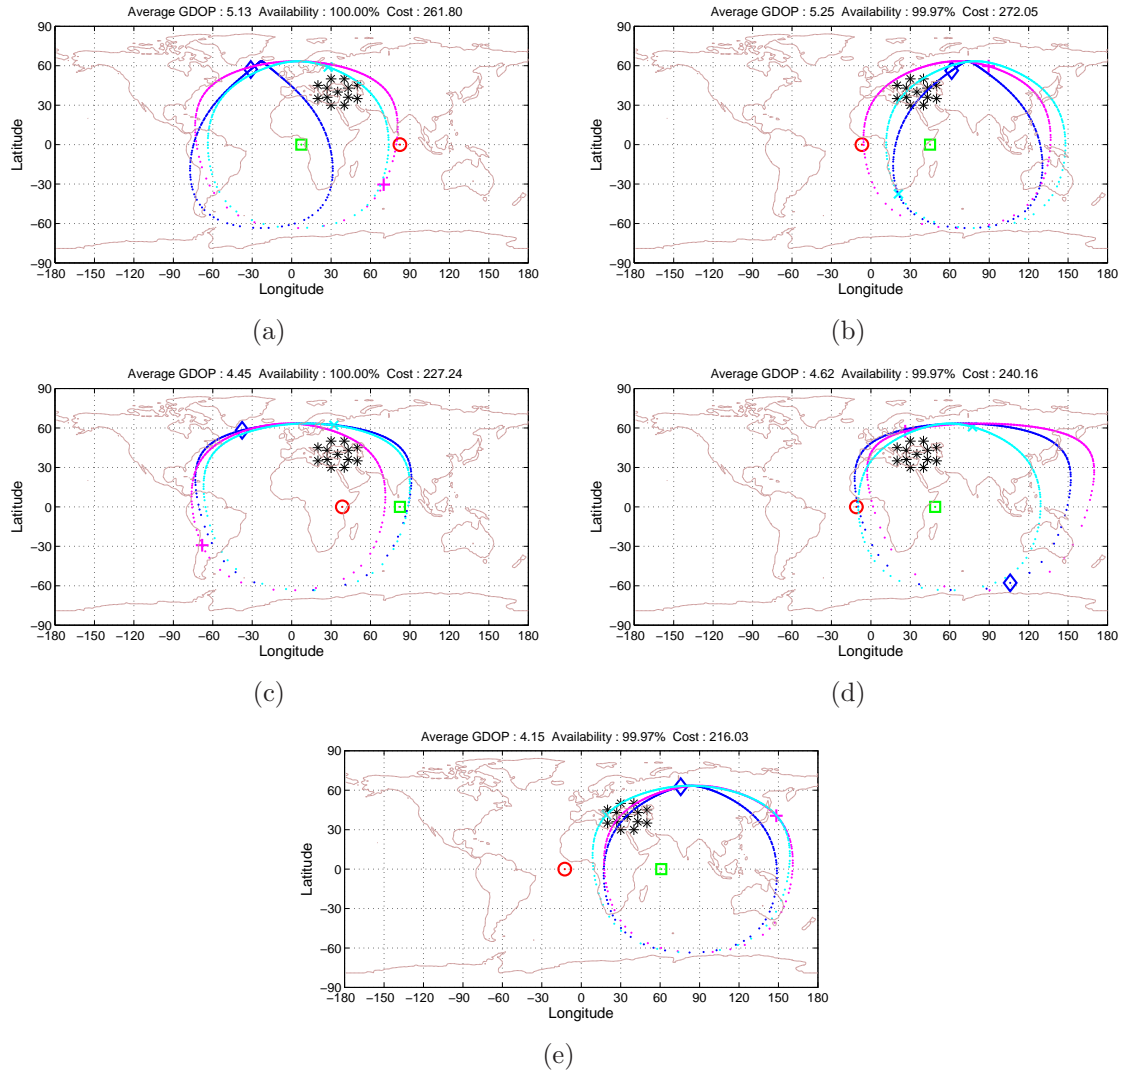 Average GDOP : 5.13 Availability : 100.00% Cost : 261.80
90
60
30
0
−30
−60
−90
Latitude
−180 −150 −120 −90 −60 −30 0 30 60 90 120 150 180
Longitude
(a)
Average GDOP : 5.25 Availability : 99.97% Cost : 272.05
90
60
30
0
−30
−60
−90
Latitude
−180 −150 −120 −90 −60 −30 0 30 60 90 120 150 180
Longitude
(b)
Average GDOP : 4.45 Availability : 100.00% Cost : 227.24
90
60
30
0
−30
−60
−90
Latitude
−180 −150 −120 −90 −60 −30 0 30 60 90 120 150 180
Longitude
(c)
Average GDOP : 4.62 Availability : 99.97% Cost : 240.16
90
60
30
0
−30
−60
−90
Latitude
−180 −150 −120 −90 −60 −30 0 30 60 90 120 150 180
Longitude
(d)
Average GDOP : 4.15 Availability : 99.97% Cost : 216.03
90
60
30
0
−30
−60
−90
Latitude
−180 −150 −120 −90 −60 −30 0 30 60 90 120 150 180
Longitude
(e)